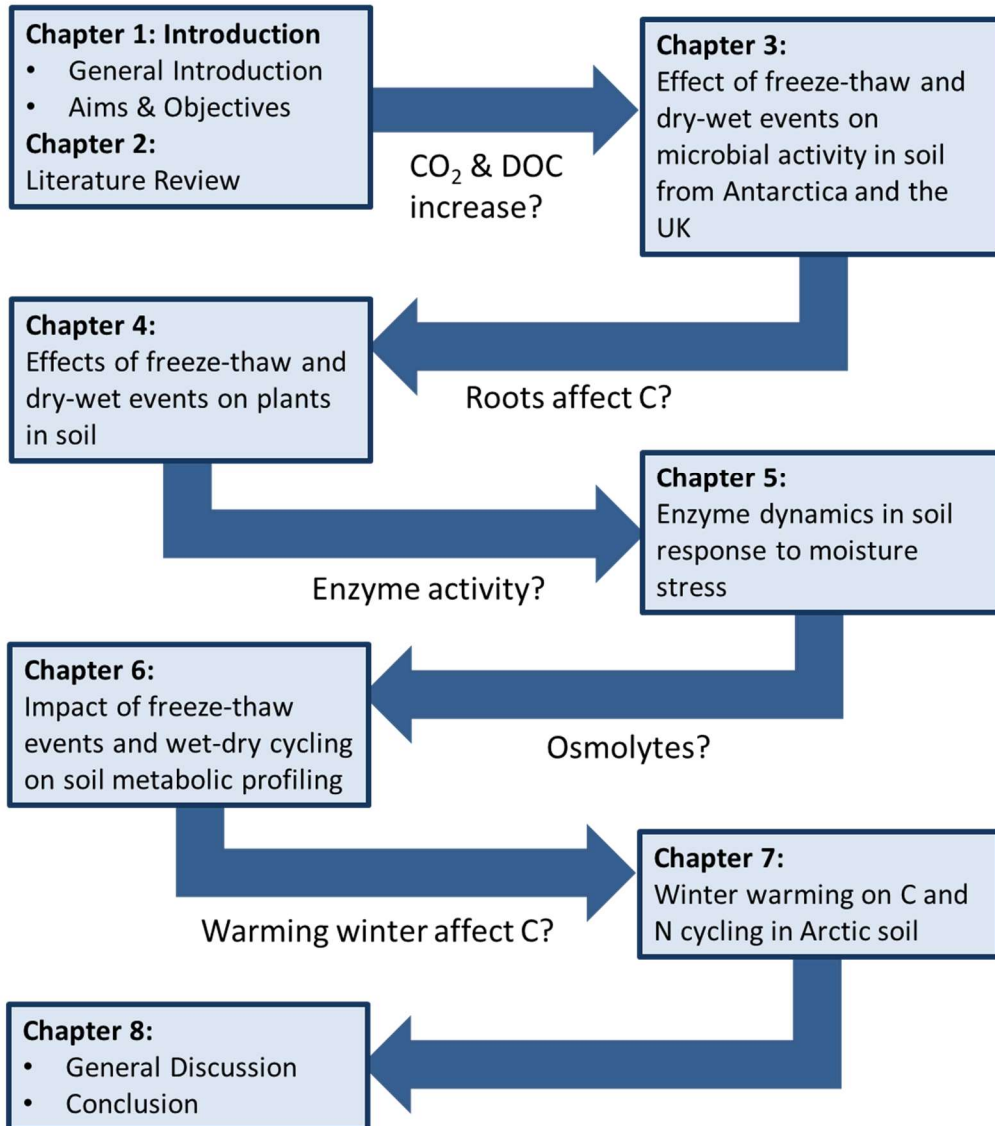 Chapter 1: Introduction
• General Introduction
• Aims & Objectives
Chapter 2:
Literature Review
CO₂ & DOC
increase?
Chapter 3:
Effect of freeze-thaw and
dry-wet events on
microbial activity in soil
from Antarctica and the
UK
Roots affect C?
Chapter 4:
Effects of freeze-thaw and
dry-wet events on plants
in soil
Enzyme activity?
Chapter 5:
Enzyme dynamics in soil
response to moisture
stress
Osmolytes?
Chapter 6:
Impact of freeze-thaw
events and wet-dry cycling
on soil metabolic profiling
Warming winter affect C?
Chapter 7:
Winter warming on C and
N cycling in Arctic soil
Chapter 8:
• General Discussion
• Conclusion